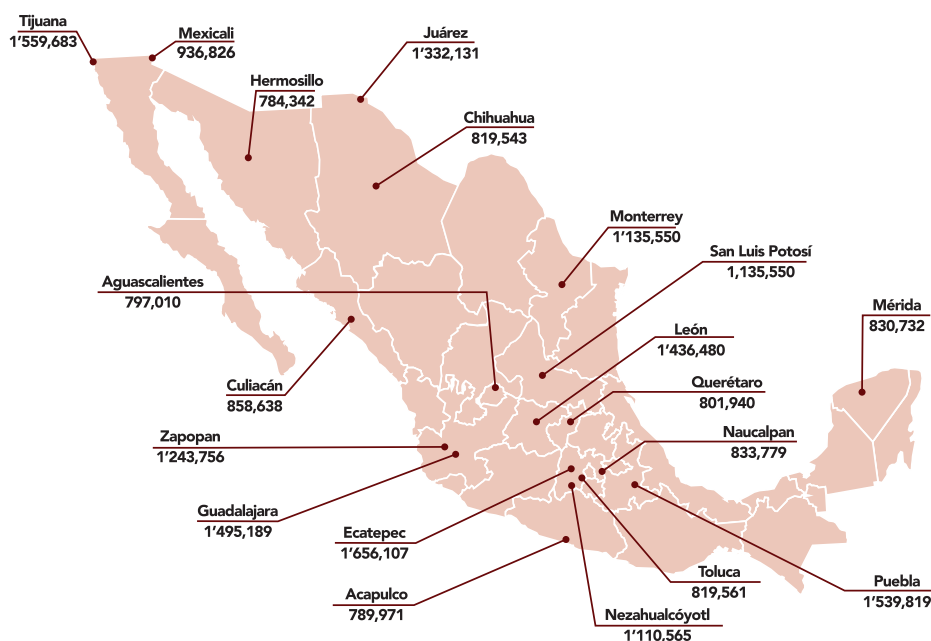 Tijuana
1’559,683
Mexicali
936,826
Juárez
1’332,131
Hermosillo
784,342
Chihuahua
819,543
Monterrey
1’135,550
San Luis Potosí
1,135,550
Aguascalientes
797,010
Mérida
830,732
León
1’436,480
Culiacán
858,638
Querétaro
801,940
Zapopan
1’243,756
Naucalpan
833,779
Guadalajara
1’495,189
Ecatepec
1’656,107
Toluca
819,561
Puebla
1’539,819
Acapulco
789,971
Nezahualcóyotl
1’110,565